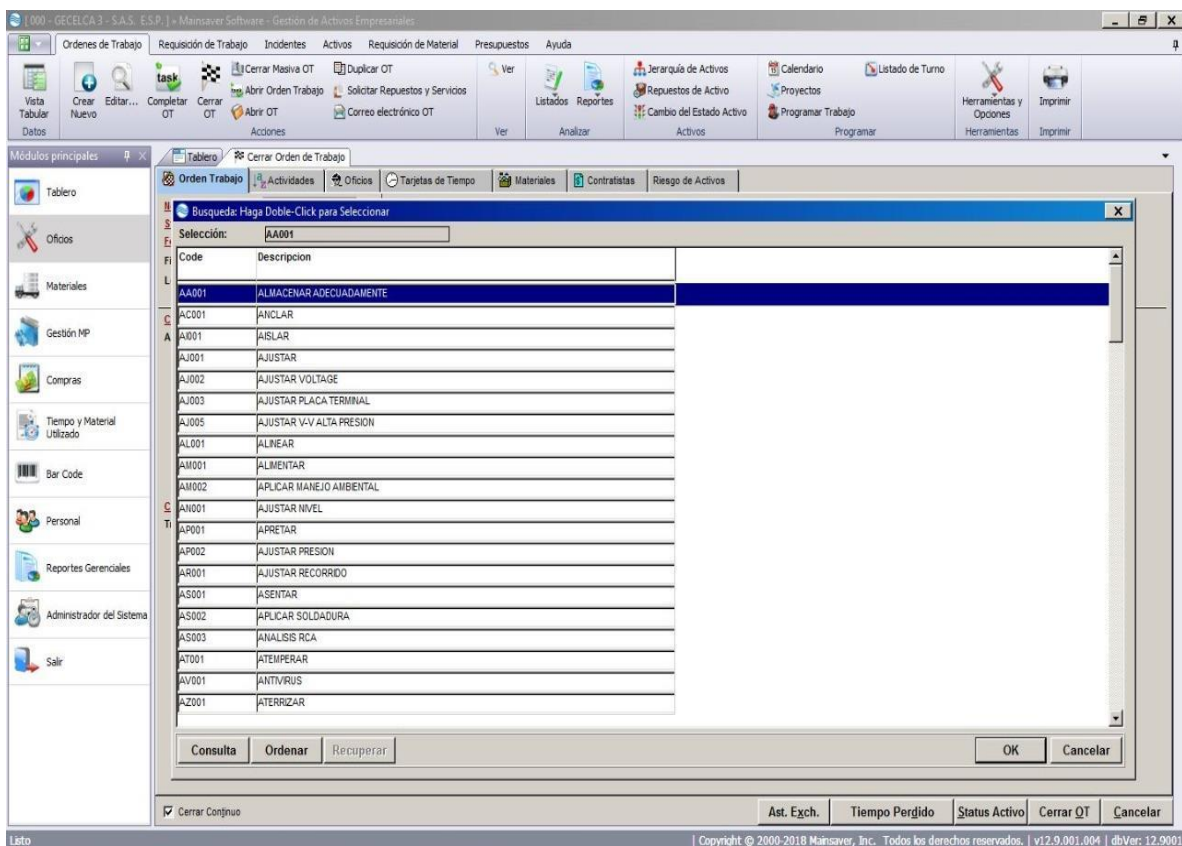 [ 000 - GECELCA 3 - S.A.S. E.S.P. ] » Mainsaver Software - Gestión de Activos Empresariales
Ordenes de Trabajo Requisición de Trabajo Incidentes Activos Requisición de Material Presupuestos Ayuda
Vista Tabular
Crear Nuevo
Editar...
Datos
task
Completar OT
Cerrar OT
Cerrar Masiva OT
Abrir Orden Trabajo
Abrir OT
Duplicar OT
Solicitar Repuestos y Servicios
Correo electrónico OT
Acciones
Ver
Ver
Listados
Reportes
Analizar
Jerarquía de Activos
Repuestos de Activo
Cambio del Estado Activo
Activos
Calendario
Proyectos
Programar Trabajo
Listado de Turno
Programar
Herramientas y Opciones
Herramientas
Imprimir
Imprimir
Módulos principales
Tablero
Oficios
Materiales
Gestión MP
Compras
Tiempo y Material Utilizado
Bar Code
Personal
Reportes Gerenciales
Administrador del Sistema
Salir
Tablero Cerrar Orden de Trabajo
Orden Trabajo Actividades Oficios Tarjetas de Tiempo Materiales Contratistas Riesgo de Activos
Busqueda: Haga Doble-Click para Seleccionar
Selección: AA001
Code Descripcion
AA001 ALMACENAR ADECUADAMENTE
AC001 ANCLAR
AI001 AISLAR
AJ001 AJUSTAR
AJ002 AJUSTAR VOLTAGE
AJ003 AJUSTAR PLACA TERMINAL
AJ005 AJUSTAR V-V ALTA PRESION
AL001 ALINEAR
AM001 ALIMENTAR
AM002 APLICAR MANEJO AMBIENTAL
AN001 AJUSTAR NIVEL
AP001 APRETAR
AP002 AJUSTAR PRESION
AR001 AJUSTAR RECORRIDO
AS001 ASENTAR
AS002 APLICAR SOLDADURA
AS003 ANALISIS RCA
AT001 ATEMPERAR
AV001 ANTIVIRUS
AZ001 ATERRIZAR
Consulta Ordenar Recuperar OK Cancelar
Cerrar Continuo Ast. Exch. Tiempo Perdido Status Activo Cerrar OT Cancelar
Listo | Copyright © 2000-2018 Mainsaver, Inc. Todos los derechos reservados. | v12.9.001.004 | dbVer: 12.9001